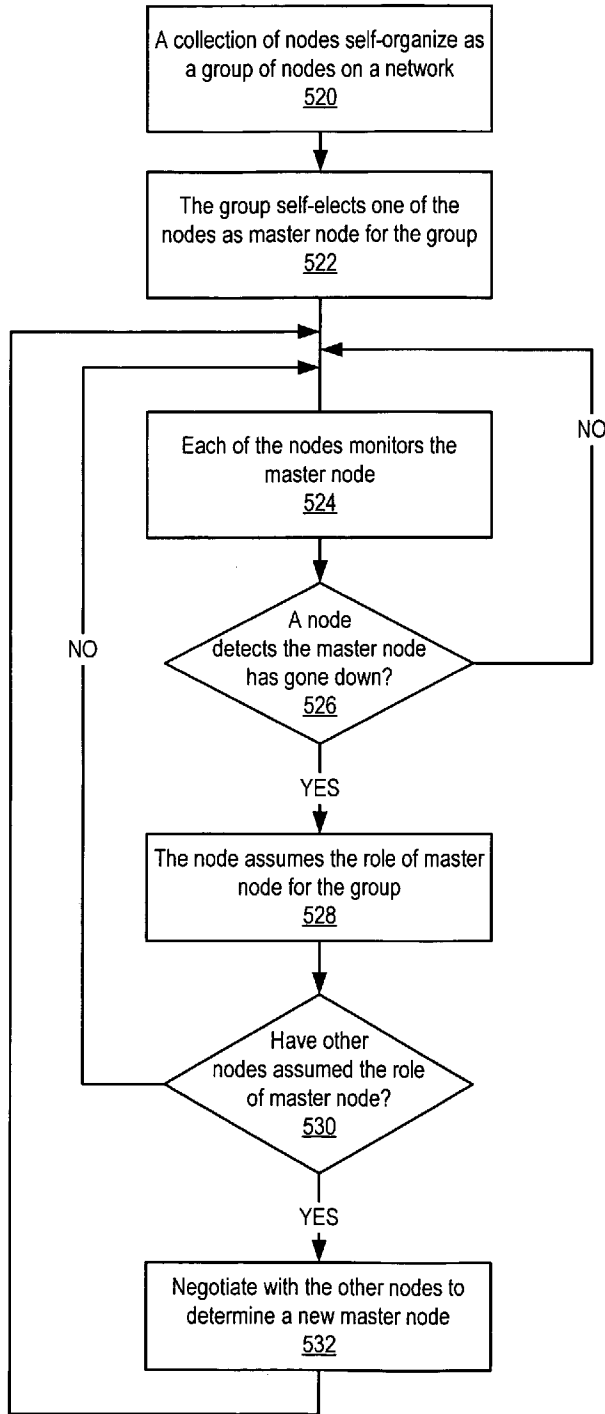 A collection of nodes self-organize as
a group of nodes on a network
520
The group self-elects one of the
nodes as master node for the group
522
Each of the nodes monitors the
master node
524
NO
A node
detects the master node
has gone down?
526
NO
YES
The node assumes the role of master
node for the group
528
Have other
nodes assumed the role
of master node?
530
YES
Negotiate with the other nodes to
determine a new master node
532